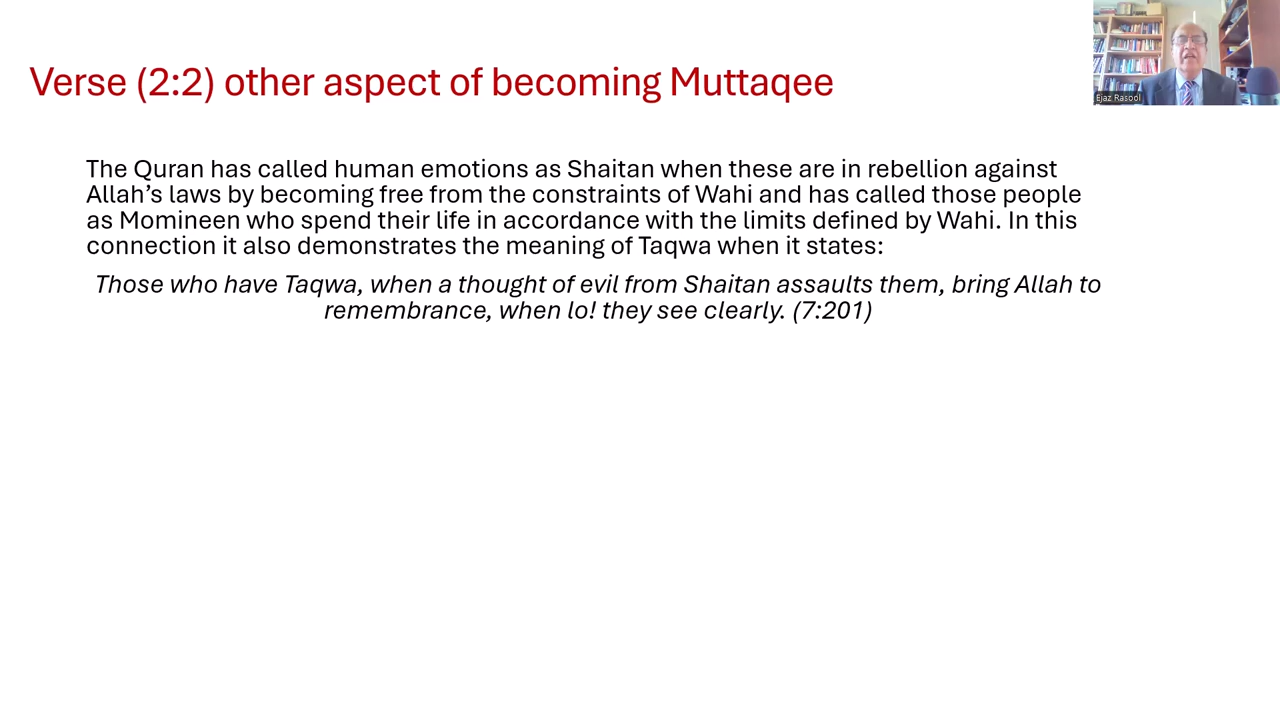 Verse (2:2) other aspect of becoming Muttaqee
Ejaz Rasool
The Quran has called human emotions as Shaitan when these are in rebellion against
Allah’s laws by becoming free from the constraints of Wahi and has called those people
as Momineen who spend their life in accordance with the limits defined by Wahi. In this
connection it also demonstrates the meaning of Taqwa when it states:
Those who have Taqwa, when a thought of evil from Shaitan assaults them, bring Allah to
remembrance, when lo! they see clearly. (7:201)